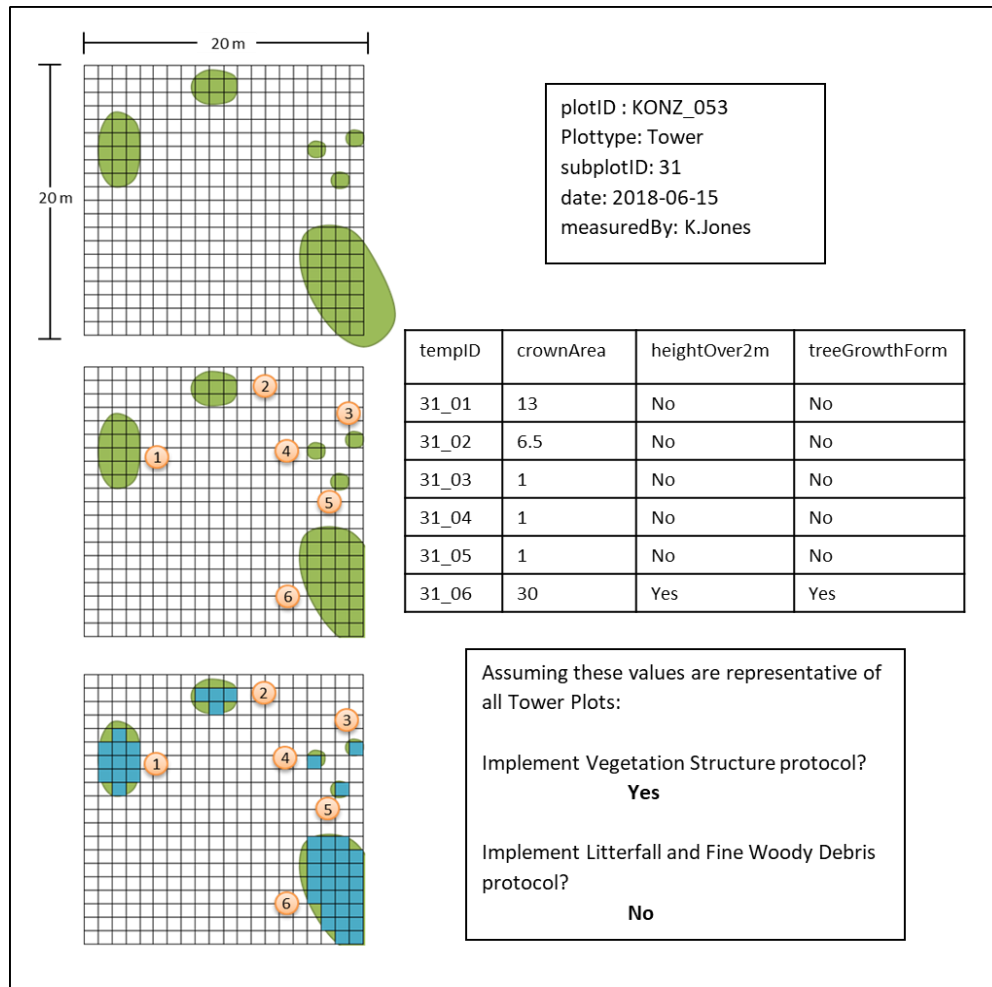 20 m
20 m
plotID : KONZ_053
Plottype: Tower
subplotID: 31
date: 2018-06-15
measuredBy: K.Jones
1
2
3
4
5
6
tempID crownArea heightOver2m treeGrowthForm
31_01 13 No No
31_02 6.5 No No
31_03 1 No No
31_04 1 No No
31_05 1 No No
31_06 30 Yes Yes
1
2
3
4
5
6
Assuming these values are representative of
all Tower Plots:
Implement Vegetation Structure protocol?
Yes
Implement Litterfall and Fine Woody Debris
protocol?
No